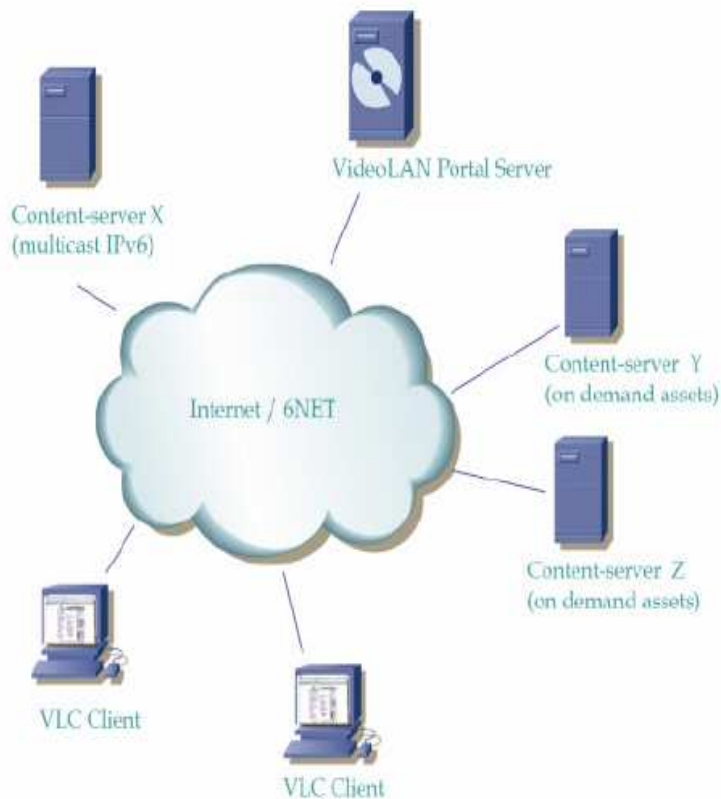 VideoLAN Portal Server
Content-server X
(multicast IPv6)
Content-server Y
(on demand assets)
Internet / 6NET
Content-server Z
(on demand assets)
VLC Client
VLC Client